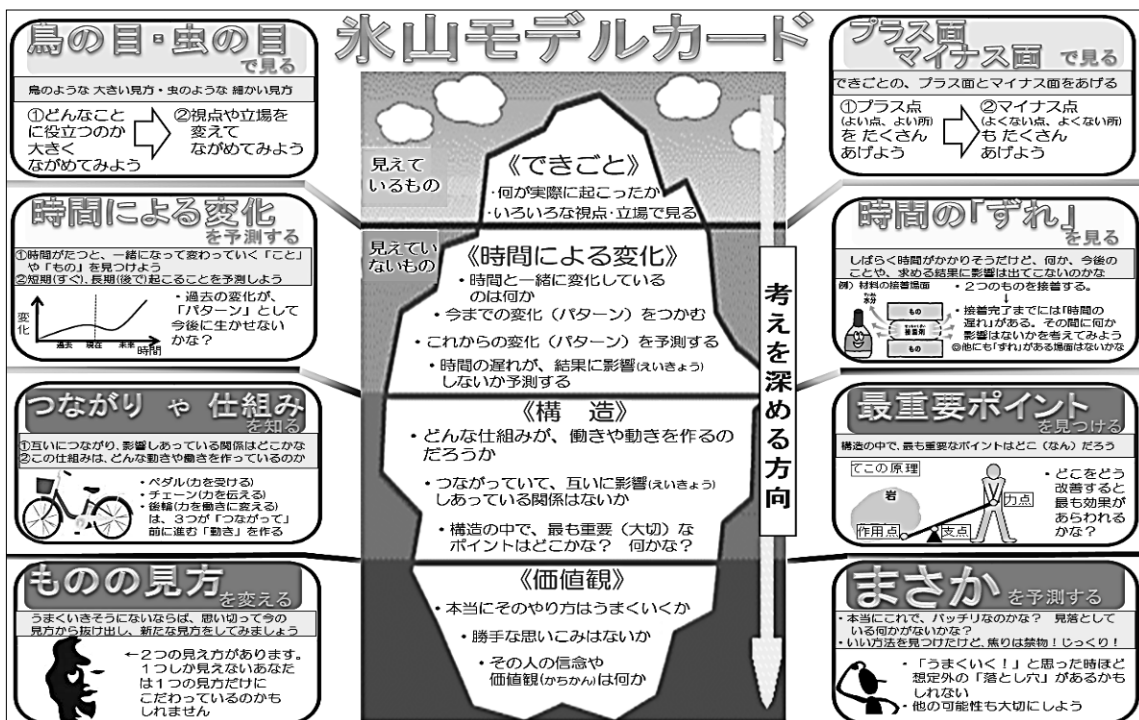 氷山モデルカード
鳥の目・虫の目
で見る
鳥のような 大きい見方・虫のような 細かい見方
①どんなこと
に役立つのか
大きく
ながめてみよう
②視点や立場を
変えて
ながめてみよう
時間による変化
を予測する
①時間がたつと、一緒になって変わっていく「こと」
や「もの」を見つけよう
②短期(すぐ)、長期(後で)起こることを予測しよう
変化
過去 現在 未来
時間
・過去の変化が、
「パターン」として
今後に生かせない
かな?
つながり や 仕組み
を知る
①互いにつながり、影響しあっている関係はどこかな
②この仕組みは、どんな動きや働きを作っているのか
・ペダル(力を受ける)
・チェーン(力を伝える)
・後輪(力を働きに変える)
は、3つが「つながって」
前に進む「動き」を作る
ものの見方
を変える
うまくいきそうにないならば、思い切って今の
見方から抜け出し、新たな見方をしてみましょう
←2つの見え方があります。
1つしか見えないあなた
は1つの見方だけに
こだわっているのかも
しれません
見えて
いるもの
《できごと》
・何が実際に起こったか
・いろいろな視点・立場で見る
見えてい
ないもの
《時間による変化》
・時間と一緒に変化している
のは何か
・今までの変化(パターン)をつかむ
・これからの変化(パターン)を予測する
・時間の遅れが、結果に影響(えいきょう)
しないか予測する
《構 造》
・どんな仕組みが、働きや動きを作るの
だろうか
・つながっていて、互いに影響(えいきょう)
しあっている関係はないか
・構造の中で、最も重要(大切)な
ポイントはどこかな? 何かな?
《価値観》
・本当にそのやり方はうまくいくか
・勝手な思いこみはないか
・その人の信念や
価値観(かちかん)は何か
考えを深める方向
プラス面
マイナス面 で見る
できごとの、プラス面とマイナス面をあげる
①プラス点
(よい点、よい所)
を たくさん
あげよう
②マイナス点
(よくない点、よくない所)
も たくさん
あげよう
時間の「ずれ」
を見る
しばらく時間がかかりそうだけど、何か、今後の
ことや、求める結果に影響は出てこないのかな
例) 材料の接着場面
水分
もの
接着剤
もの
・2つのものを接着する。
↓
・接着完了までには「時間の
遅れ」がある。その間に何か
影響はないかを考えてみよう
◎他にも「ずれ」がある場面はないかな
最重要ポイント
を見つける
構造の中で、最も重要なポイントはどこ(なん)だろう
てこの原理
岩
力点
作用点
支点
・どこをどう
改善すると
最も効果が
あらわれる
かな?
まさか を予測する
・本当にこれで、バッチリなのかな? 見落として
いる何かがないかな?
・いい方法を見つけたけど、焦りは禁物!じっくり!
・「うまくいく!」と思った時ほど
想定外の「落とし穴」があるかも
しれない
・他の可能性も大切にしよう